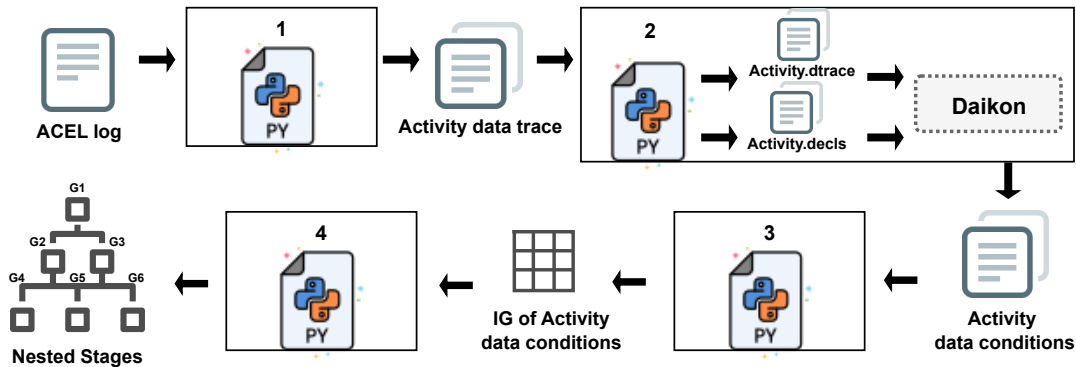 1
PY
ACEL log
Activity data trace
2
PY
Activity.dtrace
Activity.decls
Daikon
Activity
data conditions
3
PY
IG of Activity
data conditions
4
PY
G1
G2
G3
G4
G5
G6
Nested Stages